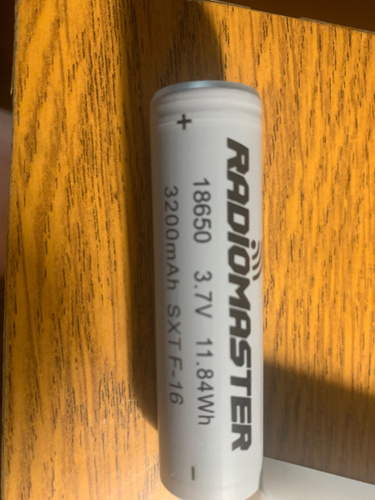 +
RADIOMASTER
18650 3.7V 11.84Wh
3200mAh SXT F-16
-